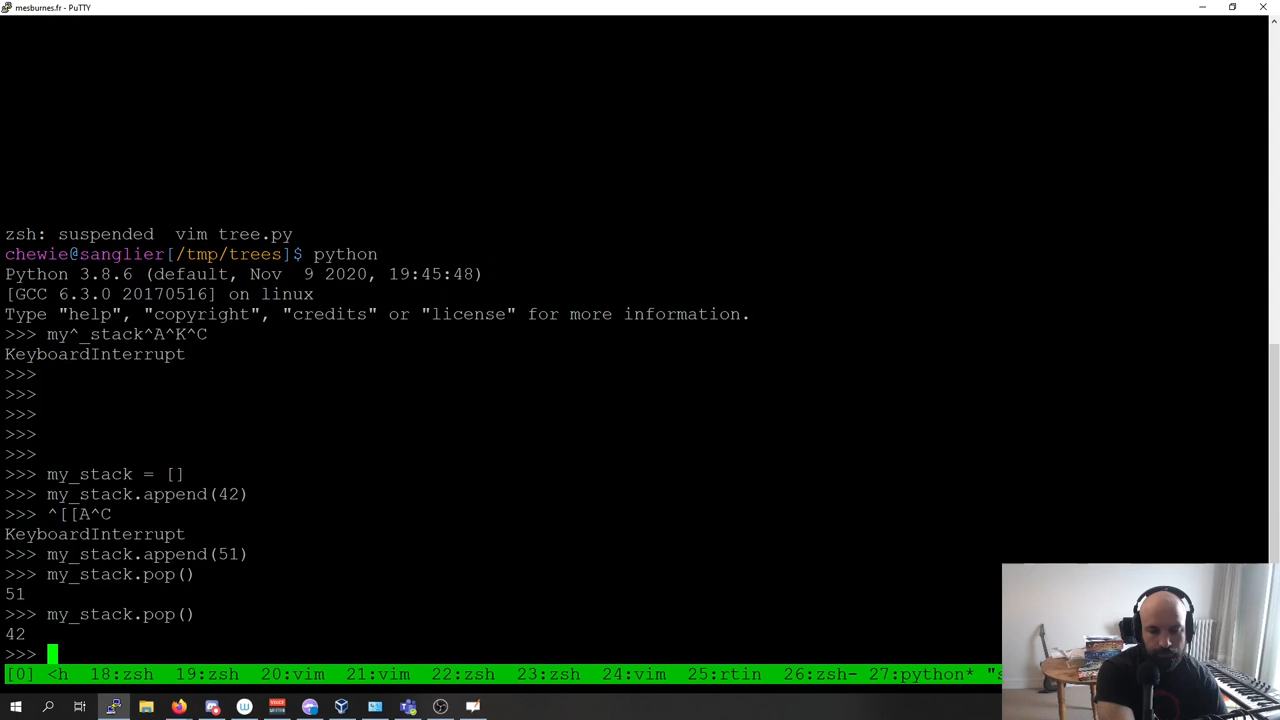 mesburnes.fr - PuTTY
zsh: suspended  vim tree.py
chewie@sanglier[/tmp/trees]$ python
Python 3.8.6 (default, Nov  9 2020, 19:45:48)
[GCC 6.3.0 20170516] on linux
Type "help", "copyright", "credits" or "license" for more information.
>>> my^_stack^A^K^C
KeyboardInterrupt
>>>
>>>
>>>
>>>
>>>
>>> my_stack = []
>>> my_stack.append(42)
>>> ^[[A^C
KeyboardInterrupt
>>> my_stack.append(51)
>>> my_stack.pop()
51
>>> my_stack.pop()
42
>>>
[0] <h  18:zsh  19:zsh  20:vim  21:vim  22:zsh  23:zsh  24:vim  25:rtin  26:zsh- 27:python* "s